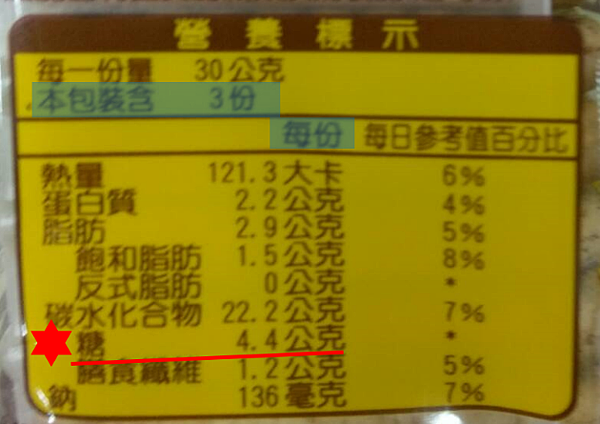 營養標示
每一份量 30公克
本包裝含 3份
每份 每日參考值百分比
熱量 121.3大卡 6%
蛋白質 2.2公克 4%
脂肪 2.9公克 5%
飽和脂肪 1.5公克 8%
反式脂肪 0公克 *
碳水化合物 22.2公克 7%
糖 4.4公克 *
膳食纖維 1.2公克 5%
鈉 136毫克 7%